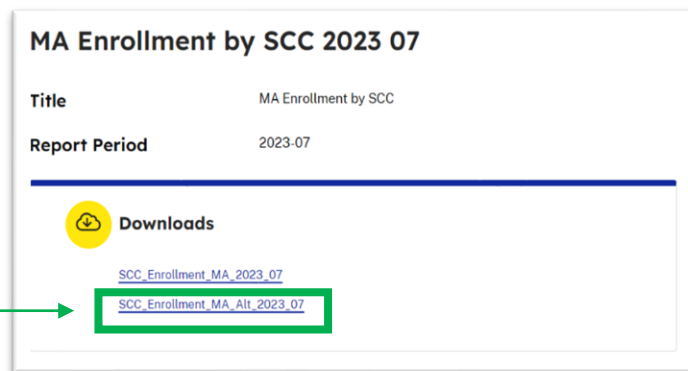 MA Enrollment by SCC 2023 07
Title MA Enrollment by SCC
Report Period 2023-07
Downloads
SCC_Enrollment_MA_2023_07
SCC_Enrollment_MA_Alt_2023_07